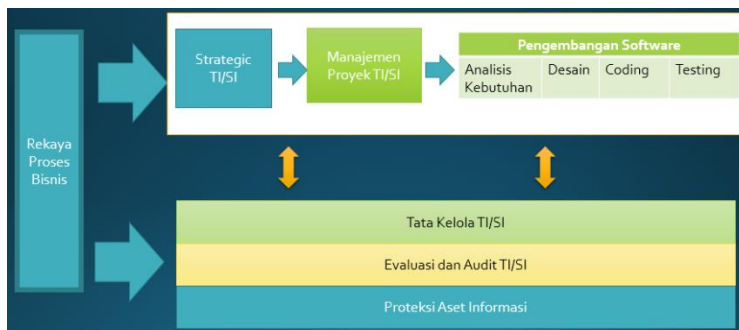 Rekaya
Proses
Bisnis
Strategic
TI/SI
Manajemen
Proyek TI/SI
Pengembangan Software
Analisis
Kebutuhan
Desain
Coding
Testing
Tata Kelola TI/SI
Evaluasi dan Audit TI/SI
Proteksi Aset Informasi